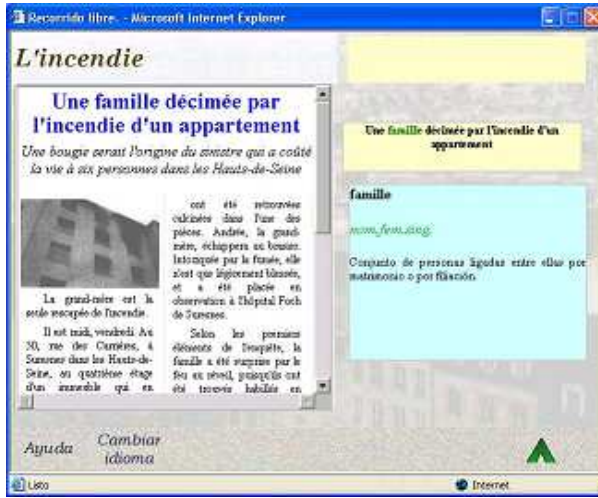 Recorrido libre. - Microsoft Internet Explorer
L'incendie
Une famille décimée par
l'incendie d'un appartement
Une bougie serait l'origine du sinistre qui a coûté
la vie à six personnes dans les Hauts-de-Seine
La grand-mère est la
seule rescapée de l'incendie.
Il est midi, vendredi. Au
30, rue des Carrières, à
Suresnes dans les Hauts-de-
Seine, au quatrième étage
d'un immeuble qui en
ont été retrouvées
calcinées dans l'une des
pièces. Andrée, la grand-
mère, échappera au brasier.
Intoxiquée par la fumée, elle
n'est que légèrement blessée,
et a été placée en
observation à l'hôpital Foch
de Suresnes.
Selon les premiers
éléments de l'enquête, la
famille a été surprise par le
feu au réveil, puisqu'ils ont
été trouvés habillés en
Une famille décimée par l'incendie d'un
appartement
famille
nom.fem.sing.
Conjunto de personas ligadas entre ellas por
matrimonio o por filiación.
Ayuda
Cambiar
idioma
Listo
Internet